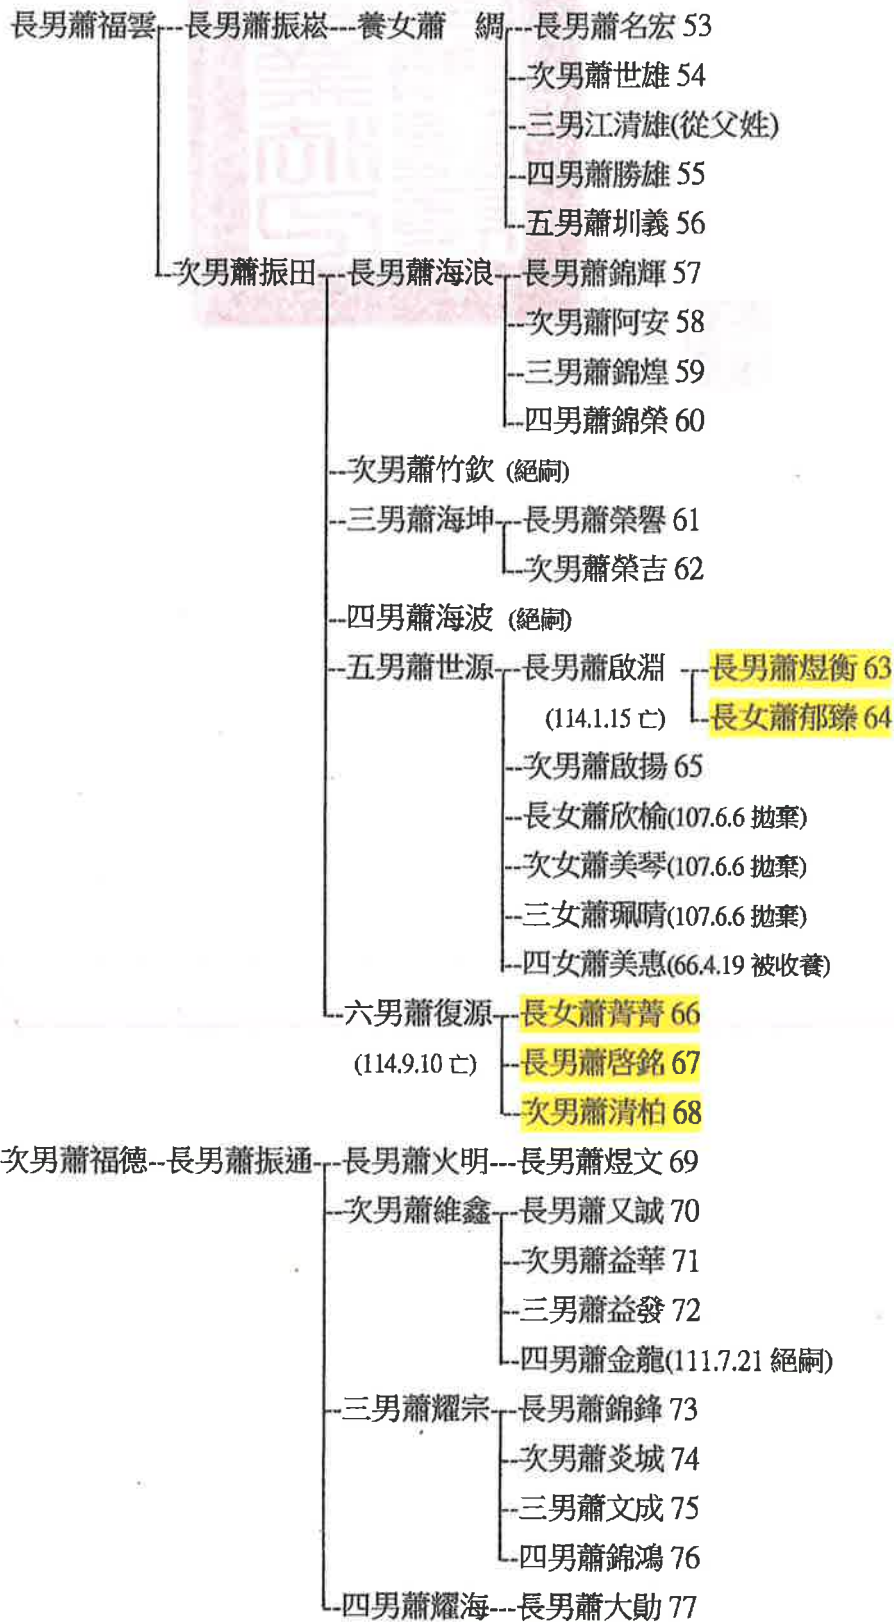 長男蕭福雲---長男蕭振崧---養女蕭　綢---長男蕭名宏 53
--次男蕭世雄 54
--三男江清雄(從父姓)
--四男蕭勝雄 55
--五男蕭圳義 56
--次男蕭振田---長男蕭海浪---長男蕭錦輝 57
--次男蕭阿安 58
--三男蕭錦煌 59
--四男蕭錦榮 60
--次男蕭竹欽 (絕嗣)
--三男蕭海坤---長男蕭榮譽 61
--次男蕭榮吉 62
--四男蕭海波 (絕嗣)
--五男蕭世源---長男蕭啟淵 ---長男蕭煜衡 63
(114.1.15 亡) --長女蕭郁臻 64
--次男蕭啟揚 65
--長女蕭欣榆(107.6.6 拋棄)
--次女蕭美琴(107.6.6 拋棄)
--三女蕭珮晴(107.6.6 拋棄)
--四女蕭美惠(66.4.19 被收養)
--六男蕭復源---長女蕭菁菁 66
(114.9.10 亡) --長男蕭啓銘 67
--次男蕭清柏 68
次男蕭福德--長男蕭振通---長男蕭火明---長男蕭煜文 69
--次男蕭維鑫---長男蕭又誠 70
--次男蕭益華 71
--三男蕭益發 72
--四男蕭金龍(111.7.21 絕嗣)
--三男蕭耀宗---長男蕭錦鋒 73
--次男蕭炎城 74
--三男蕭文成 75
--四男蕭錦鴻 76
--四男蕭耀海---長男蕭大勛 77